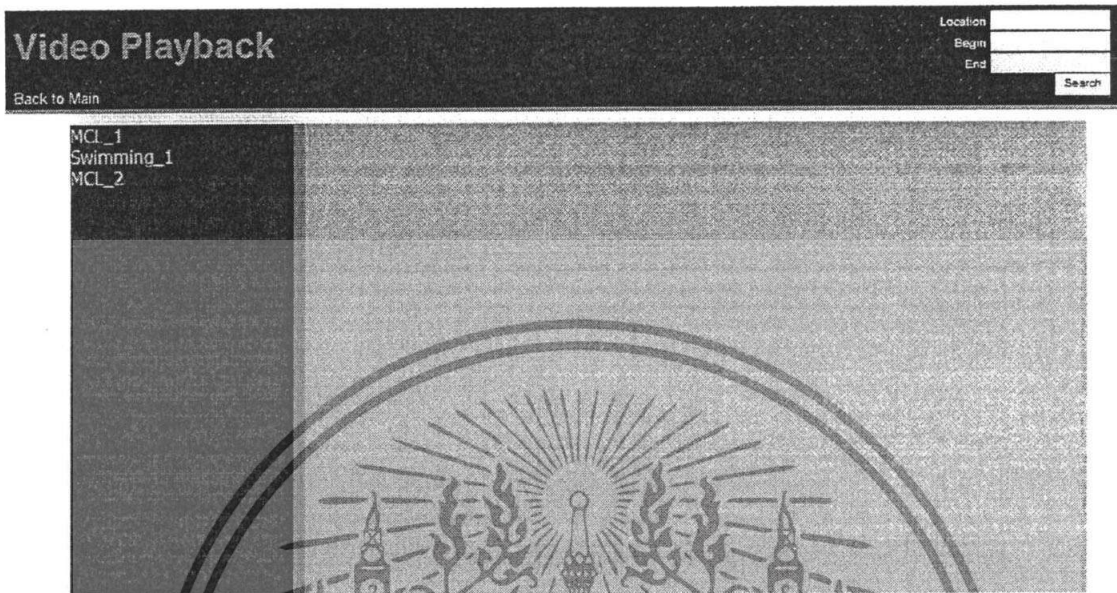 Video Playback
Back to Main
Location
Begin
End
Search
MCL_1
Swimming_1
MCL_2